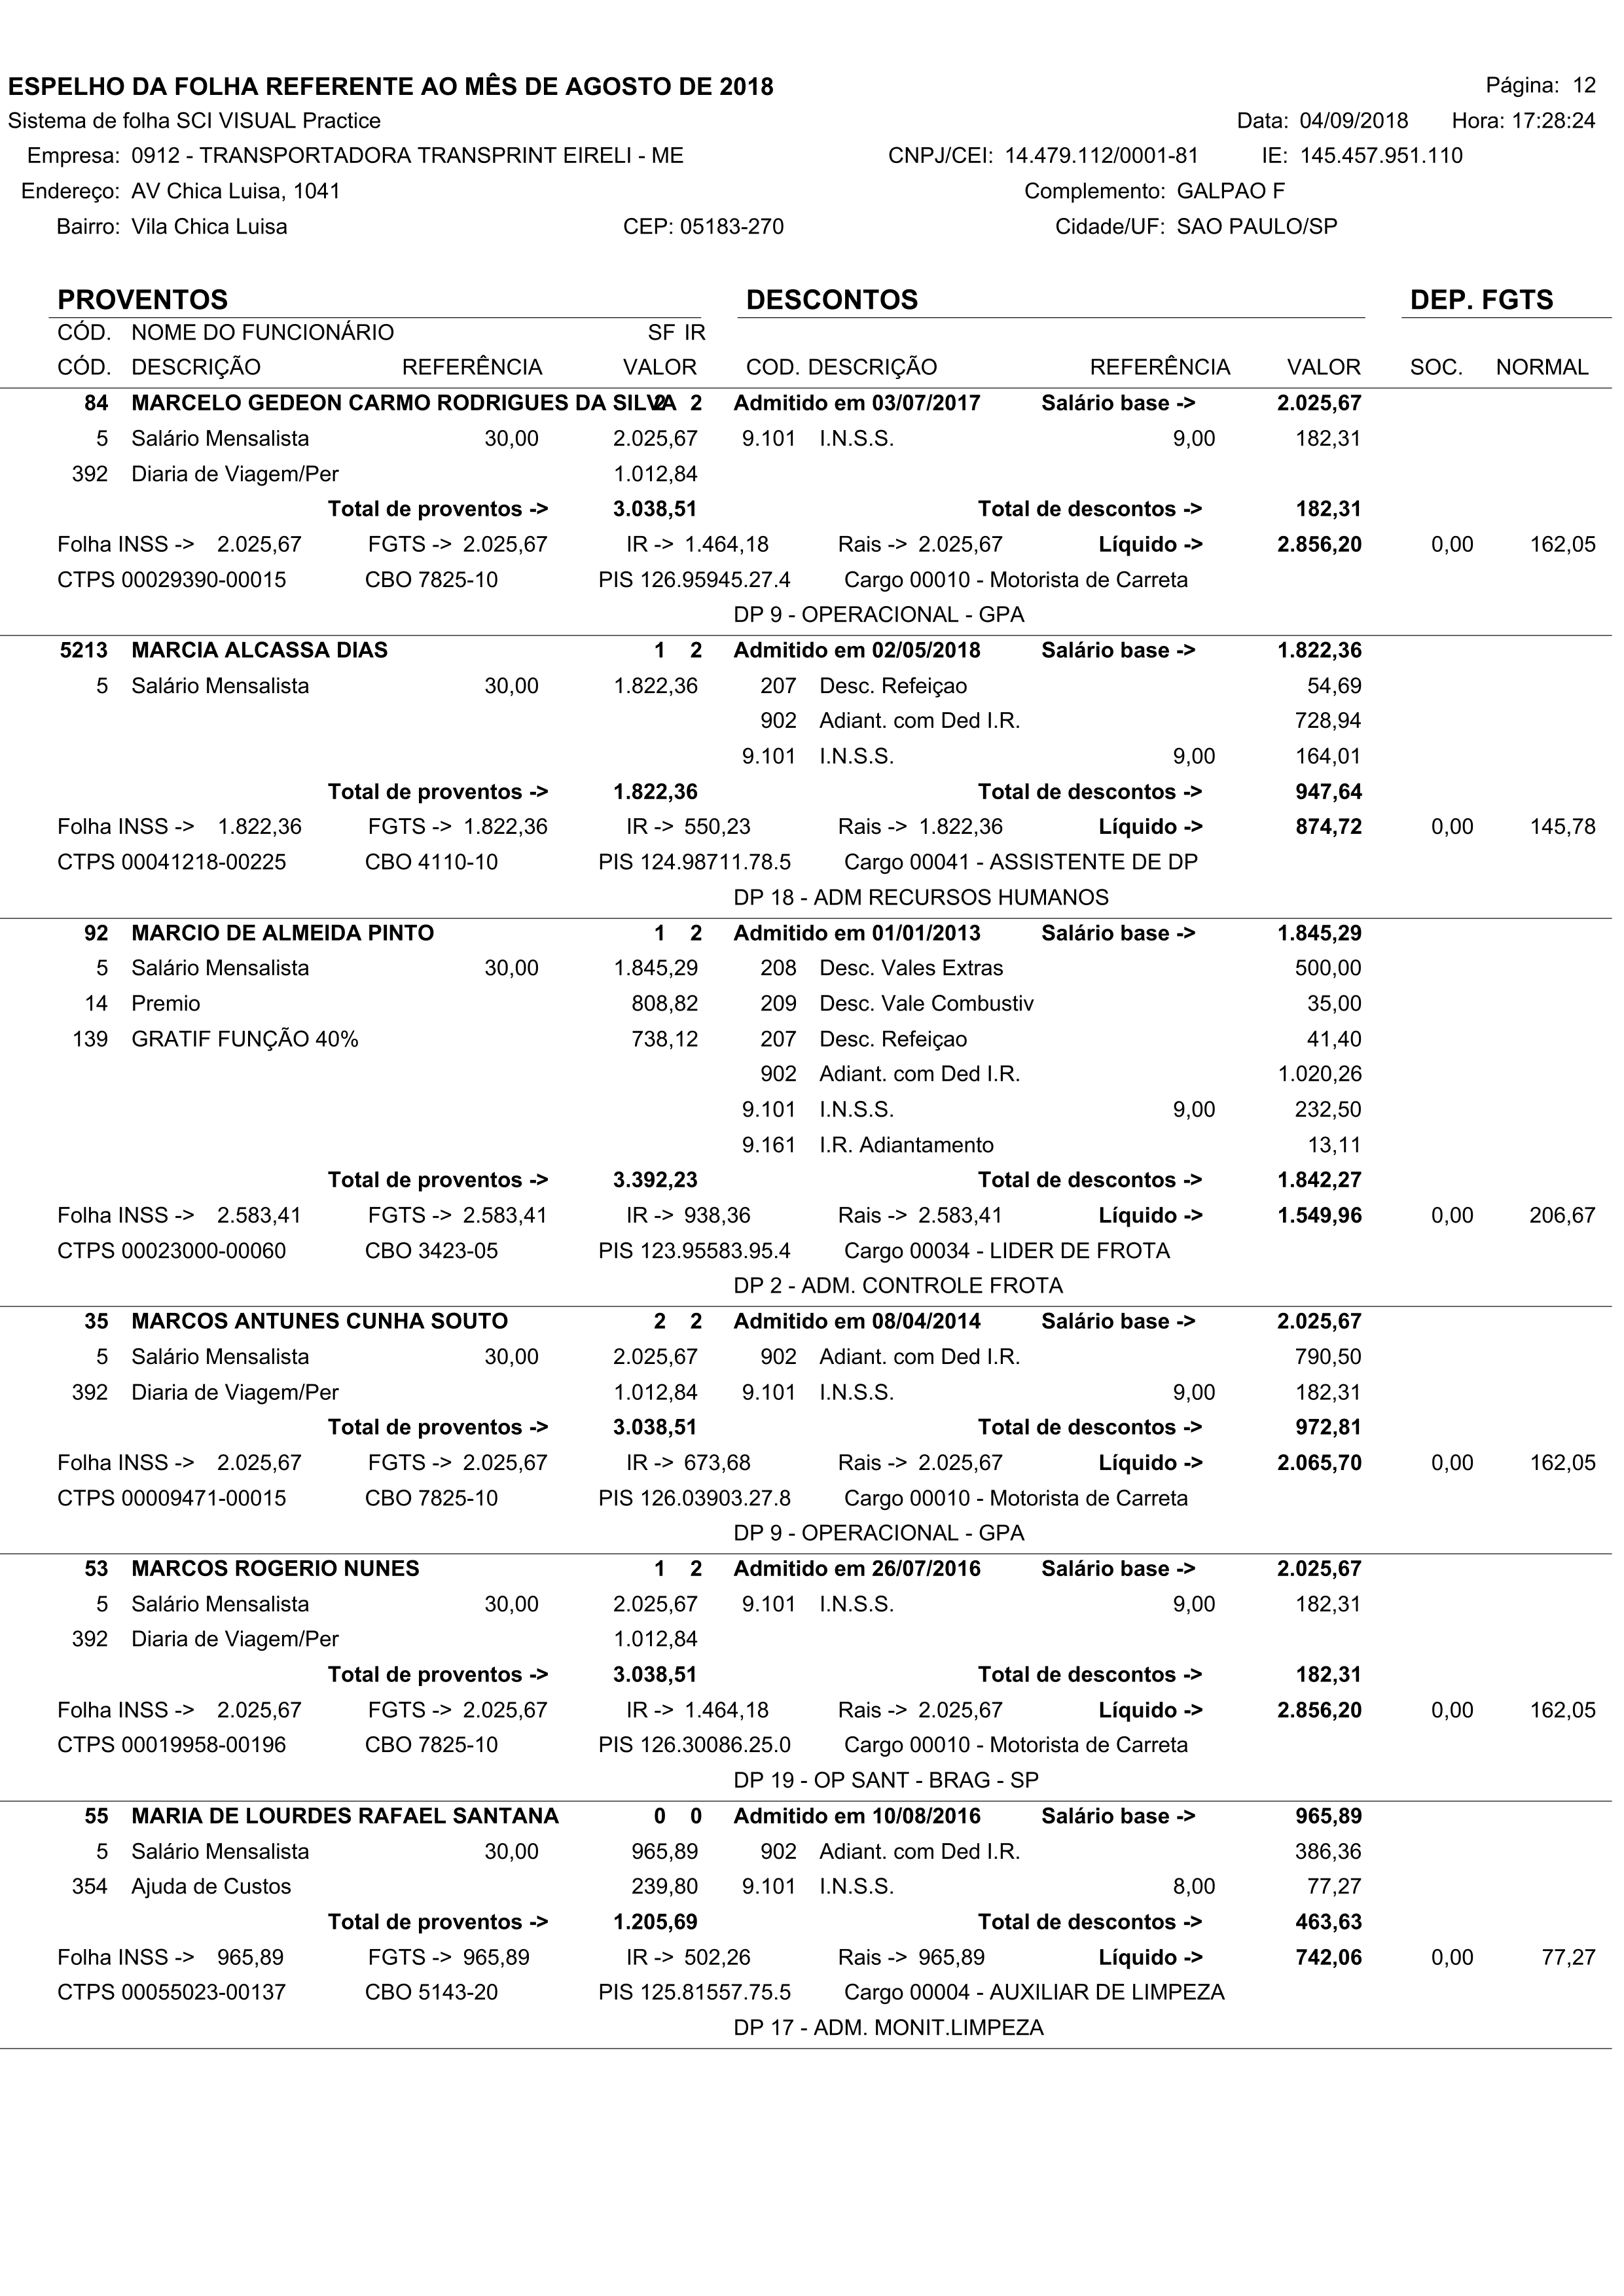 ESPELHO DA FOLHA REFERENTE AO MÊS DE AGOSTO DE 2018 Página: 12
Sistema de folha SCI VISUAL Practice Data: 04/09/2018 Hora: 17:28:24
Empresa: 0912 - TRANSPORTADORA TRANSPRINT EIRELI - ME CNPJ/CEI: 14.479.112/0001-81 IE: 145.457.951.110
Endereço: AV Chica Luisa, 1041 Complemento: GALPAO F
Bairro: Vila Chica Luisa CEP: 05183-270 Cidade/UF: SAO PAULO/SP
PROVENTOS DESCONTOS DEP. FGTS
CÓD. NOME DO FUNCIONÁRIO SF IR
CÓD. DESCRIÇÃO REFERÊNCIA VALOR COD. DESCRIÇÃO REFERÊNCIA VALOR SOC. NORMAL
84 MARCELO GEDEON CARMO RODRIGUES DA SILVA 2 2 Admitido em 03/07/2017 Salário base -> 2.025,67
5 Salário Mensalista 30,00 2.025,67 9.101 I.N.S.S. 9,00 182,31
392 Diaria de Viagem/Per 1.012,84
Total de proventos -> 3.038,51 Total de descontos -> 182,31
Folha INSS -> 2.025,67 FGTS -> 2.025,67 IR -> 1.464,18 Rais -> 2.025,67 Líquido -> 2.856,20 0,00 162,05
CTPS 00029390-00015 CBO 7825-10 PIS 126.95945.27.4 Cargo 00010 - Motorista de Carreta
DP 9 - OPERACIONAL - GPA
5213 MARCIA ALCASSA DIAS 1 2 Admitido em 02/05/2018 Salário base -> 1.822,36
5 Salário Mensalista 30,00 1.822,36 207 Desc. Refeiçao 54,69
902 Adiant. com Ded I.R. 728,94
9.101 I.N.S.S. 9,00 164,01
Total de proventos -> 1.822,36 Total de descontos -> 947,64
Folha INSS -> 1.822,36 FGTS -> 1.822,36 IR -> 550,23 Rais -> 1.822,36 Líquido -> 874,72 0,00 145,78
CTPS 00041218-00225 CBO 4110-10 PIS 124.98711.78.5 Cargo 00041 - ASSISTENTE DE DP
DP 18 - ADM RECURSOS HUMANOS
92 MARCIO DE ALMEIDA PINTO 1 2 Admitido em 01/01/2013 Salário base -> 1.845,29
5 Salário Mensalista 30,00 1.845,29 208 Desc. Vales Extras 500,00
14 Premio 808,82 209 Desc. Vale Combustiv 35,00
139 GRATIF FUNÇÃO 40% 738,12 207 Desc. Refeiçao 41,40
902 Adiant. com Ded I.R. 1.020,26
9.101 I.N.S.S. 9,00 232,50
9.161 I.R. Adiantamento 13,11
Total de proventos -> 3.392,23 Total de descontos -> 1.842,27
Folha INSS -> 2.583,41 FGTS -> 2.583,41 IR -> 938,36 Rais -> 2.583,41 Líquido -> 1.549,96 0,00 206,67
CTPS 00023000-00060 CBO 3423-05 PIS 123.95583.95.4 Cargo 00034 - LIDER DE FROTA
DP 2 - ADM. CONTROLE FROTA
35 MARCOS ANTUNES CUNHA SOUTO 2 2 Admitido em 08/04/2014 Salário base -> 2.025,67
5 Salário Mensalista 30,00 2.025,67 902 Adiant. com Ded I.R. 790,50
392 Diaria de Viagem/Per 1.012,84 9.101 I.N.S.S. 9,00 182,31
Total de proventos -> 3.038,51 Total de descontos -> 972,81
Folha INSS -> 2.025,67 FGTS -> 2.025,67 IR -> 673,68 Rais -> 2.025,67 Líquido -> 2.065,70 0,00 162,05
CTPS 00009471-00015 CBO 7825-10 PIS 126.03903.27.8 Cargo 00010 - Motorista de Carreta
DP 9 - OPERACIONAL - GPA
53 MARCOS ROGERIO NUNES 1 2 Admitido em 26/07/2016 Salário base -> 2.025,67
5 Salário Mensalista 30,00 2.025,67 9.101 I.N.S.S. 9,00 182,31
392 Diaria de Viagem/Per 1.012,84
Total de proventos -> 3.038,51 Total de descontos -> 182,31
Folha INSS -> 2.025,67 FGTS -> 2.025,67 IR -> 1.464,18 Rais -> 2.025,67 Líquido -> 2.856,20 0,00 162,05
CTPS 00019958-00196 CBO 7825-10 PIS 126.30086.25.0 Cargo 00010 - Motorista de Carreta
DP 19 - OP SANT - BRAG - SP
55 MARIA DE LOURDES RAFAEL SANTANA 0 0 Admitido em 10/08/2016 Salário base -> 965,89
5 Salário Mensalista 30,00 965,89 902 Adiant. com Ded I.R. 386,36
354 Ajuda de Custos 239,80 9.101 I.N.S.S. 8,00 77,27
Total de proventos -> 1.205,69 Total de descontos -> 463,63
Folha INSS -> 965,89 FGTS -> 965,89 IR -> 502,26 Rais -> 965,89 Líquido -> 742,06 0,00 77,27
CTPS 00055023-00137 CBO 5143-20 PIS 125.81557.75.5 Cargo 00004 - AUXILIAR DE LIMPEZA
DP 17 - ADM. MONIT.LIMPEZA